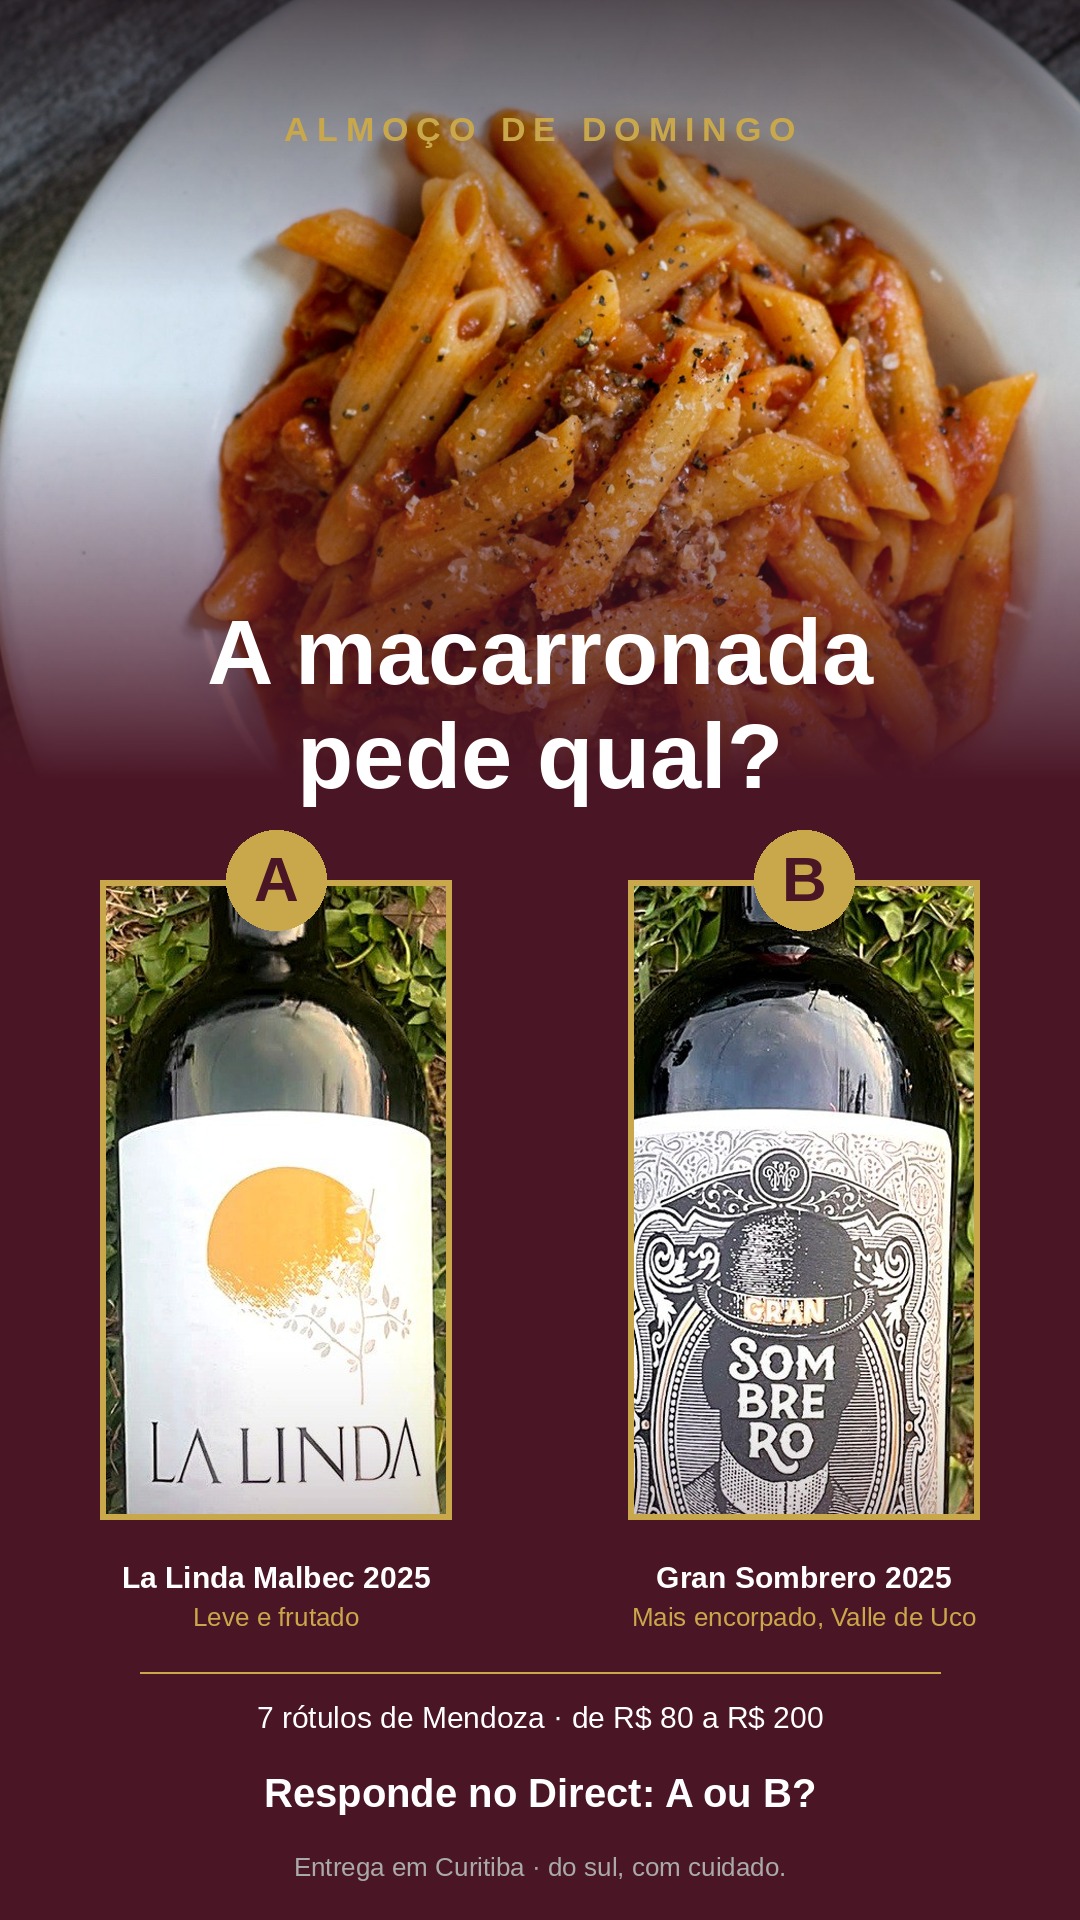 ALMOÇO DE DOMINGO
A macarronada
pede qual?
A
B
LA LINDA
GRAN
SOM
BRE
RO
La Linda Malbec 2025
Gran Sombrero 2025
Leve e frutado
Mais encorpado, Valle de Uco
7 rótulos de Mendoza · de R$ 80 a R$ 200
Responde no Direct: A ou B?
Entrega em Curitiba · do sul, com cuidado.